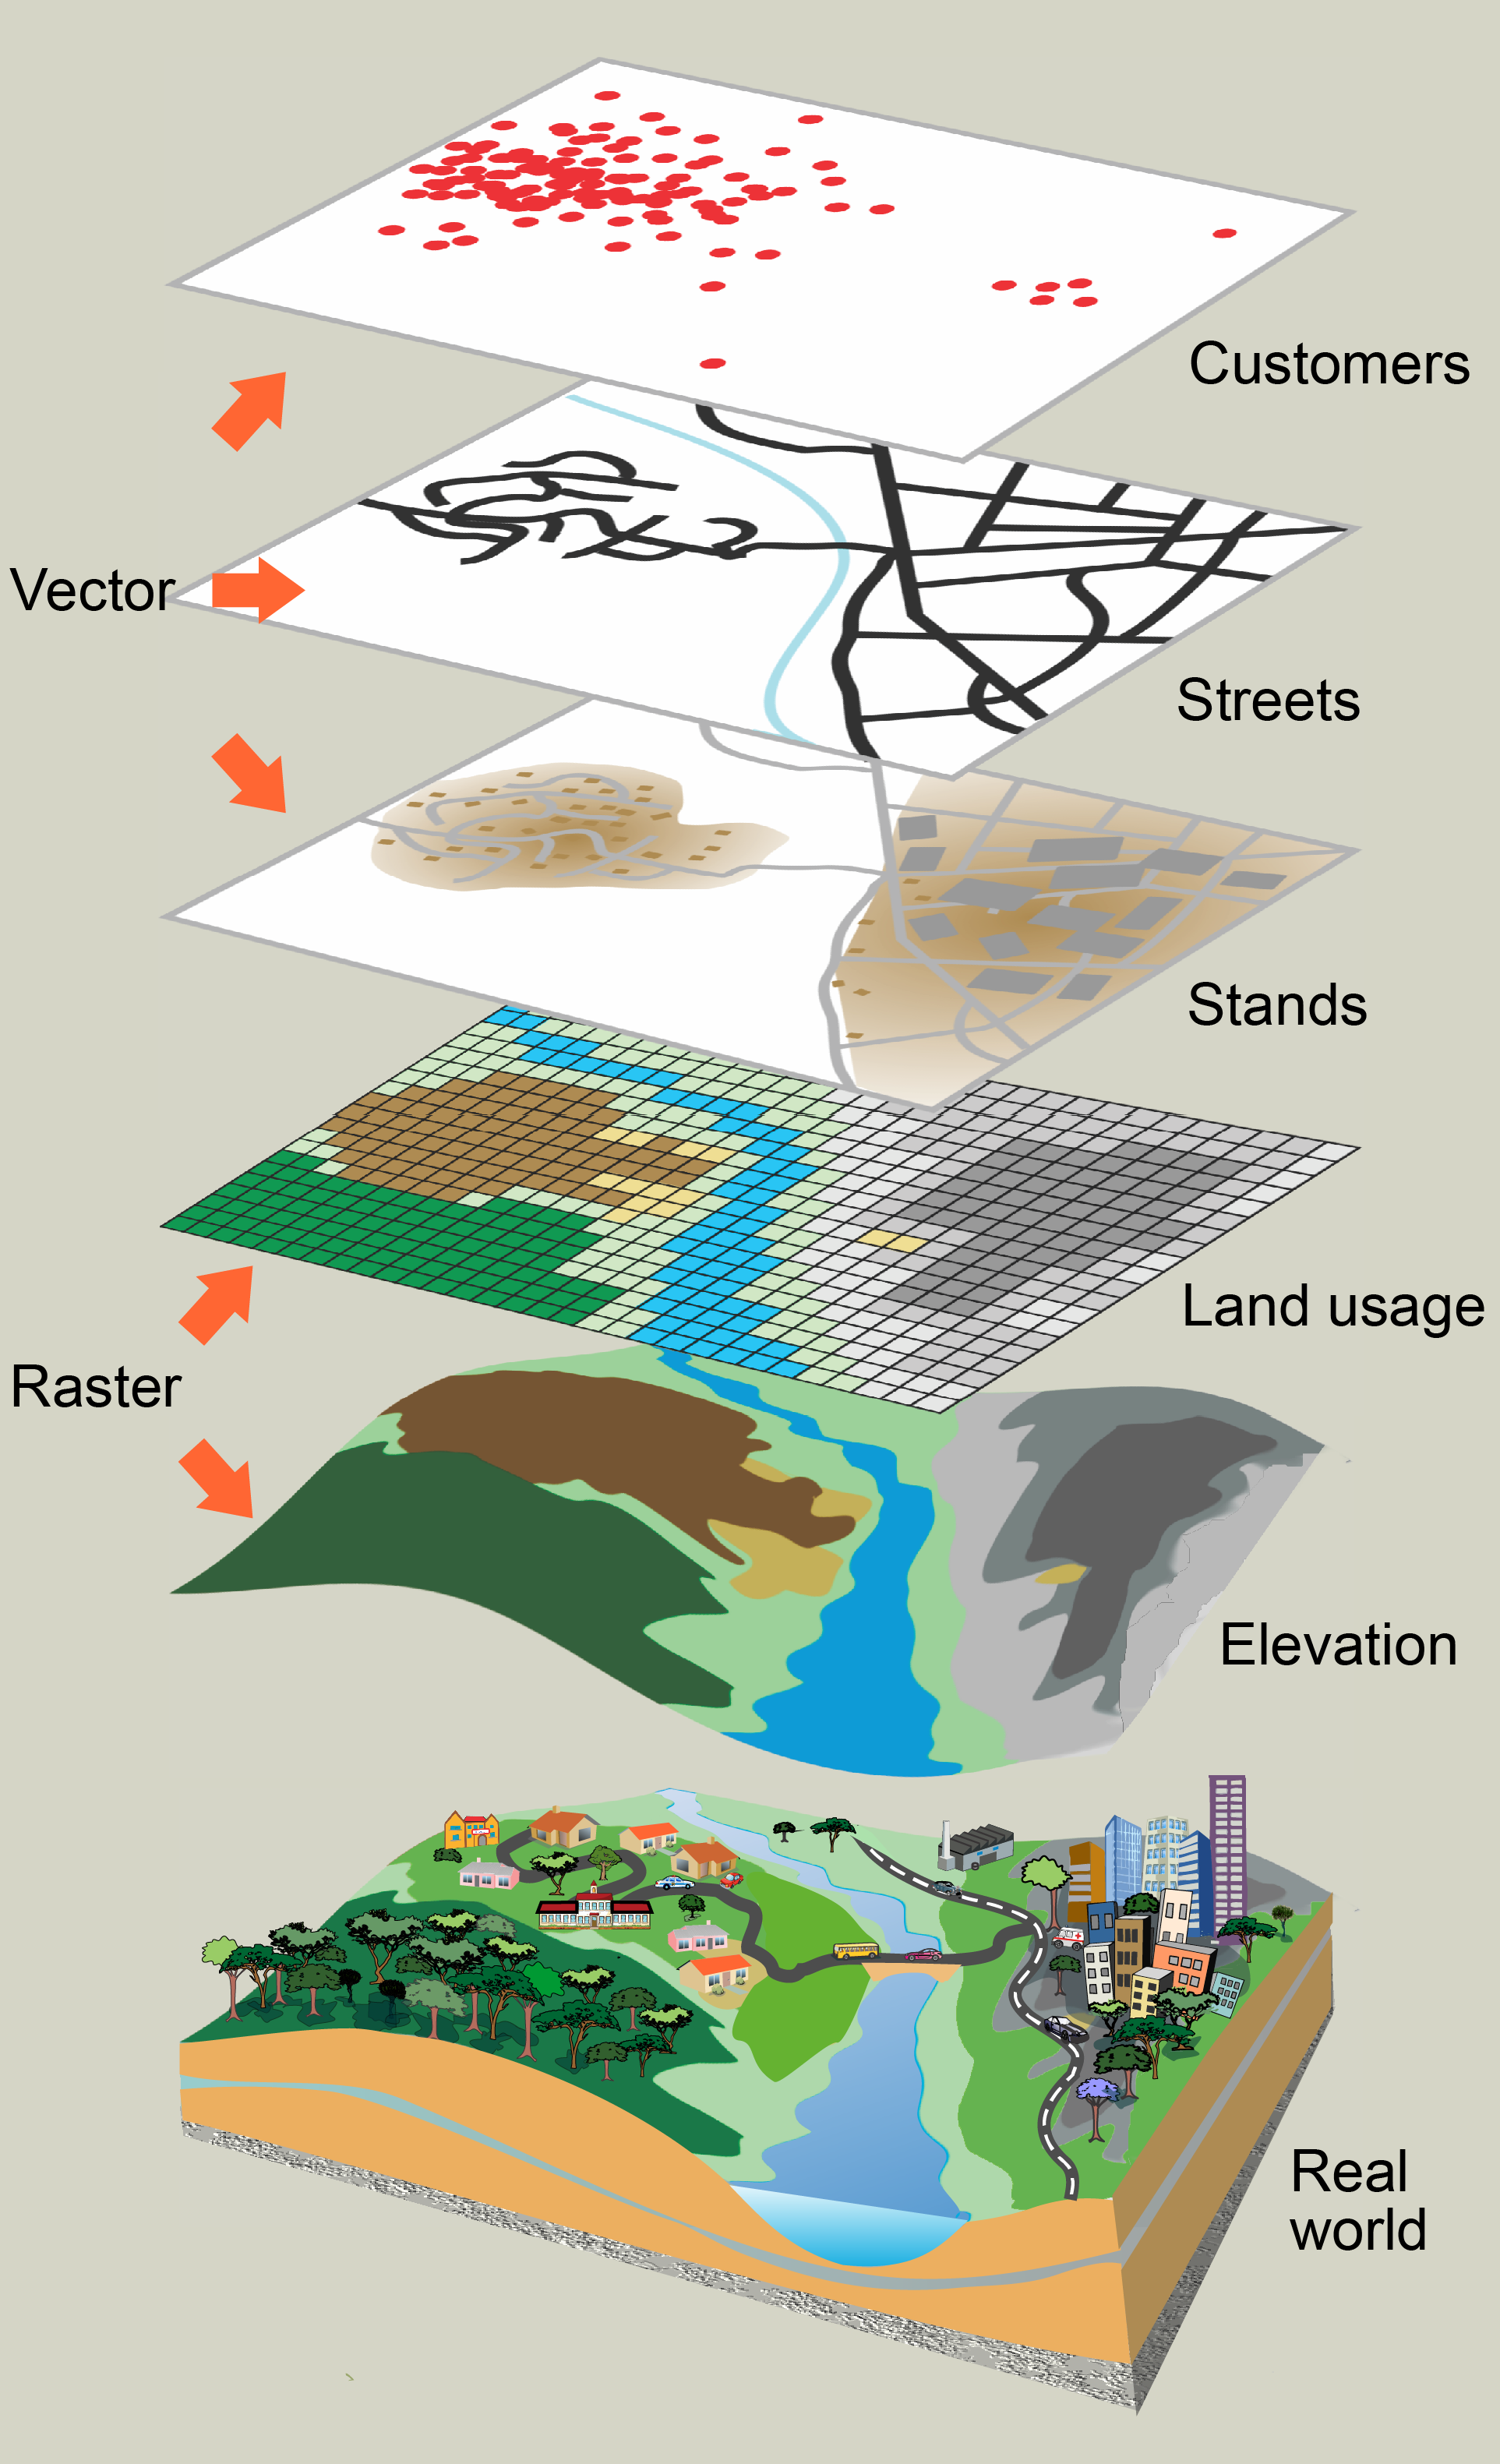 Customers
Vector
Streets
Stands
Land usage
Raster
Elevation
Real
world